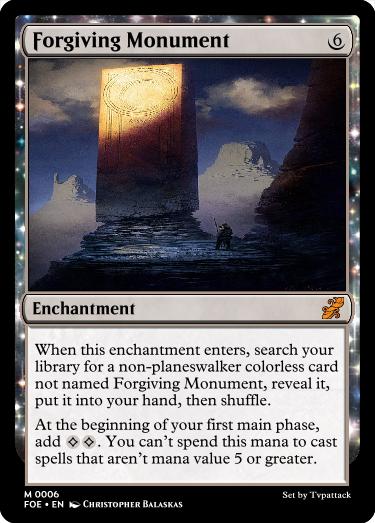 Forgiving Monument 6
Enchantment
When this enchantment enters, search your
library for a non-planeswalker colorless card
not named Forgiving Monument, reveal it,
put it into your hand, then shuffle.
At the beginning of your first main phase,
add ◇◇. You can't spend this mana to cast
spells that aren't mana value 5 or greater.
M 0006
FOE • EN Christopher Balaskas
Set by Tvpattack